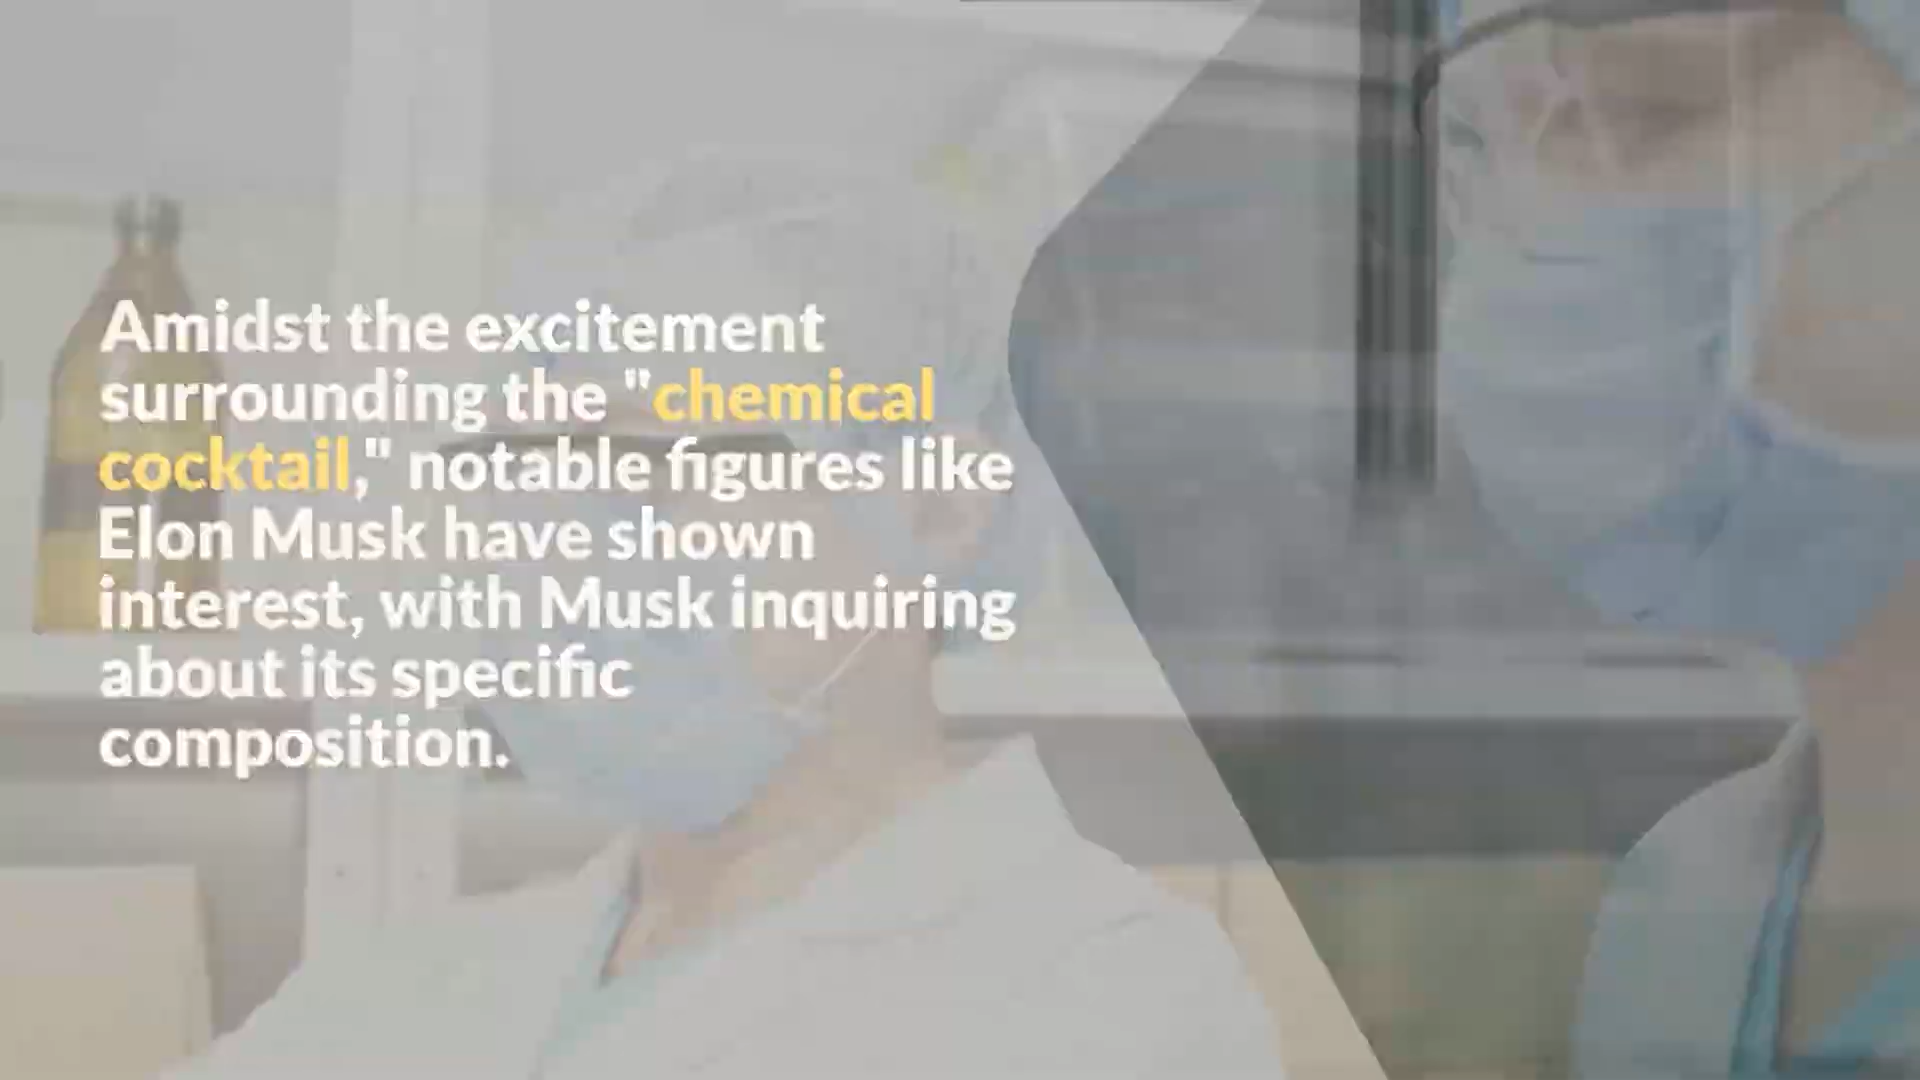 Amidst the excitement
surrounding the "chemical
cocktail," notable figures like
Elon Musk have shown
interest, with Musk inquiring
about its specific
composition.